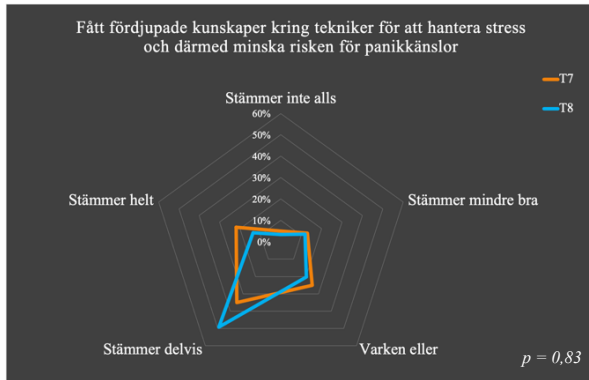 Fått fördjupade kunskaper kring tekniker för att hantera stress
och därmed minska risken för panikkänslor
T7
T8
Stämmer inte alls
60%
50%
40%
30%
20%
10%
0%
Stämmer helt
Stämmer mindre bra
Stämmer delvis
Varken eller
p = 0,83